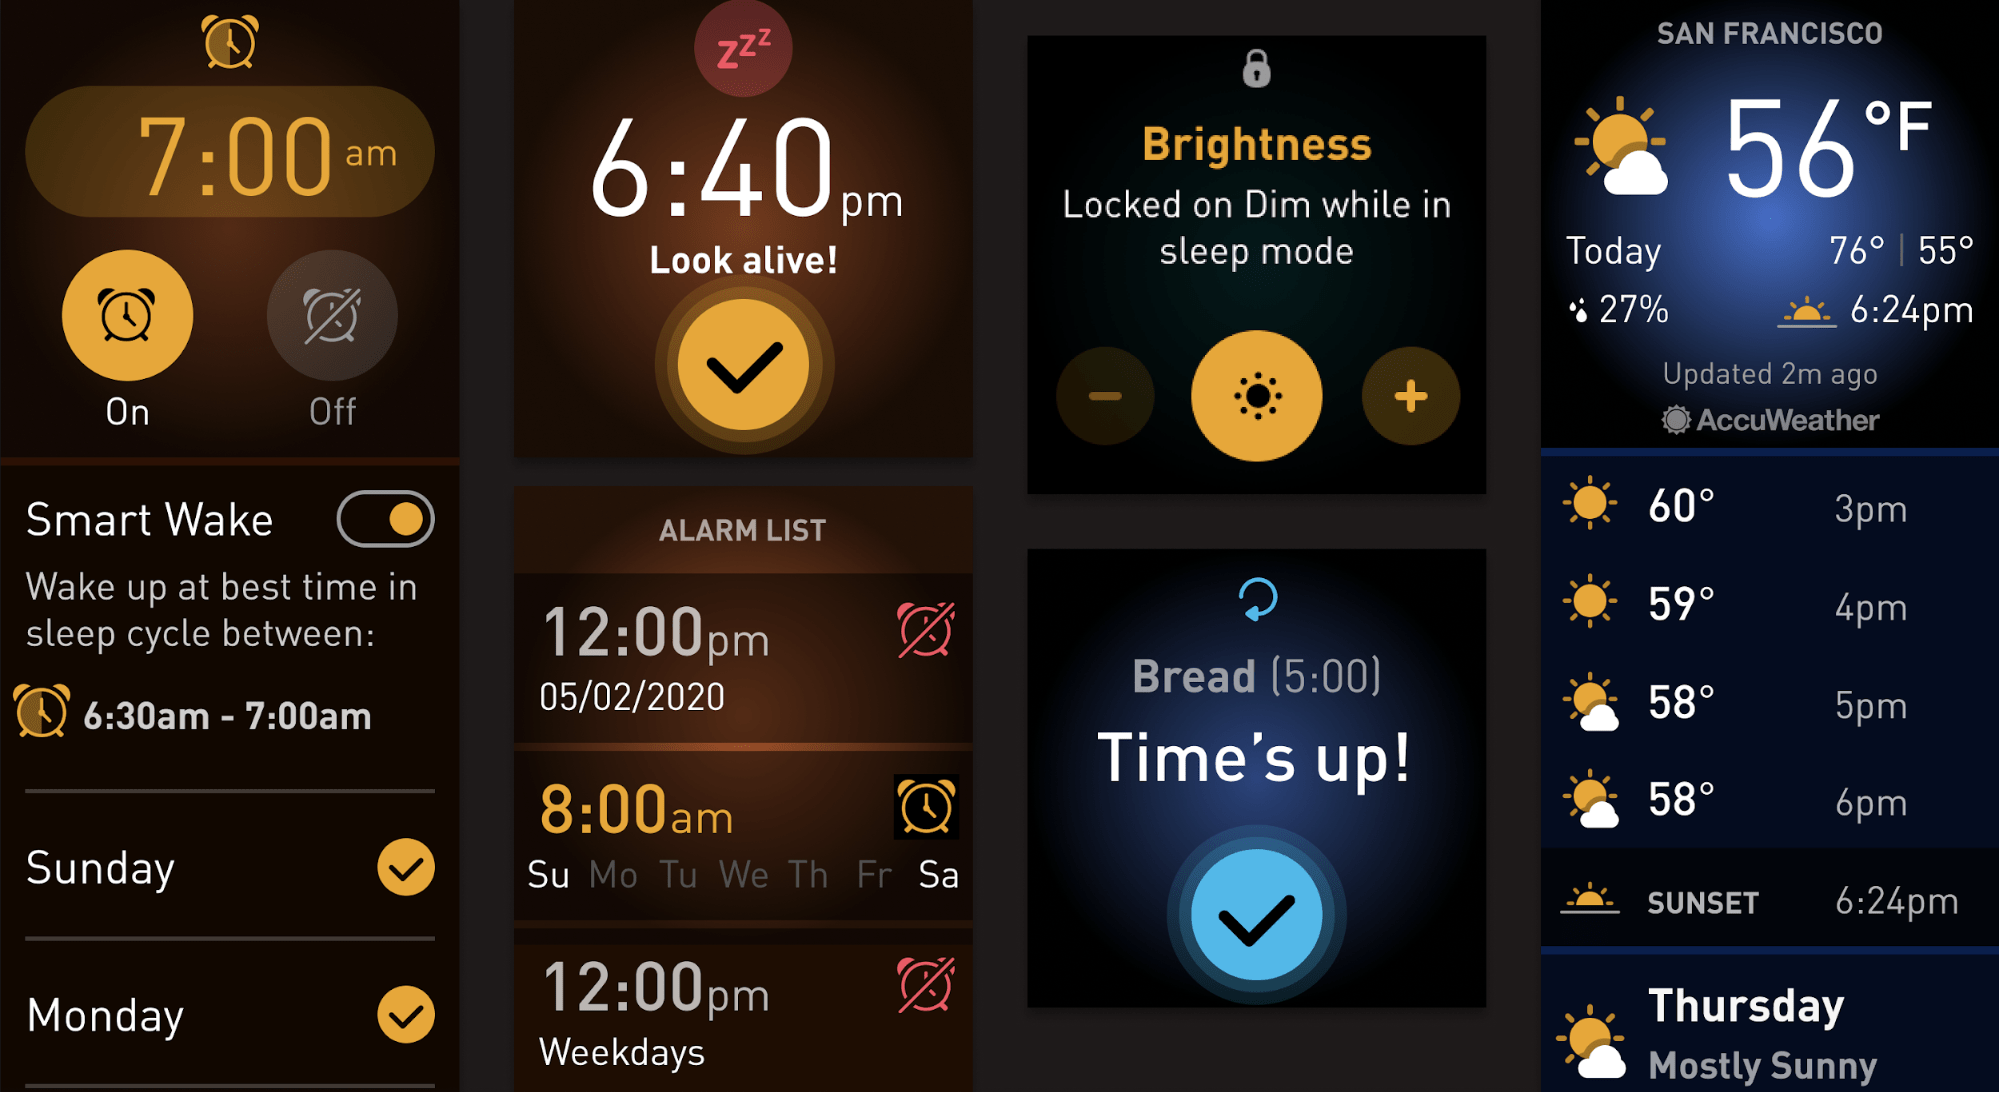 7:00 am
On
Off
Smart Wake
Wake up at best time in
sleep cycle between:
6:30am - 7:00am
Sunday
Monday
zzz
6:40pm
Look alive!
ALARM LIST
12:00pm
05/02/2020
8:00am
Su Mo Tu We Th Fr Sa
12:00pm
Weekdays
Brightness
Locked on Dim while in
sleep mode
Bread (5:00)
Time's up!
SAN FRANCISCO
56°F
Today 76° | 55°
27% 6:24pm
Updated 2m ago
AccuWeather
60° 3pm
59° 4pm
58° 5pm
58° 6pm
SUNSET 6:24pm
Thursday
Mostly Sunny